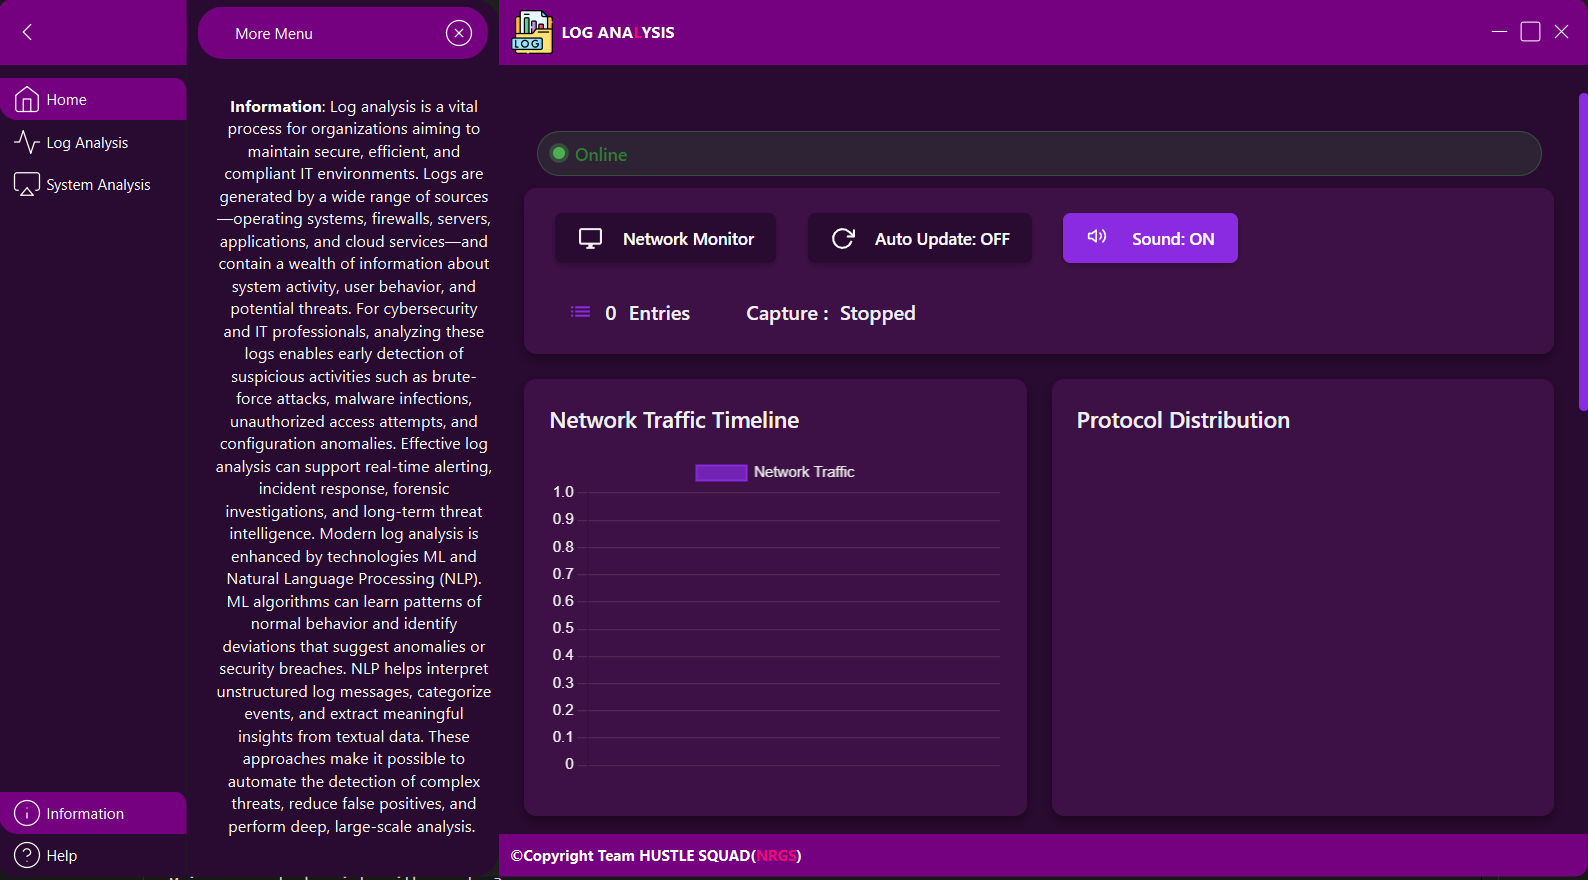 More Menu
LOG ANALYSIS
LOG
Home
Log Analysis
System Analysis
Information
Help
Information: Log analysis is a vital
process for organizations aiming to
maintain secure, efficient, and
compliant IT environments. Logs are
generated by a wide range of sources
—operating systems, firewalls, servers,
applications, and cloud services—and
contain a wealth of information about
system activity, user behavior, and
potential threats. For cybersecurity
and IT professionals, analyzing these
logs enables early detection of
suspicious activities such as brute-
force attacks, malware infections,
unauthorized access attempts, and
configuration anomalies. Effective log
analysis can support real-time alerting,
incident response, forensic
investigations, and long-term threat
intelligence. Modern log analysis is
enhanced by technologies ML and
Natural Language Processing (NLP).
ML algorithms can learn patterns of
normal behavior and identify
deviations that suggest anomalies or
security breaches. NLP helps interpret
unstructured log messages, categorize
events, and extract meaningful
insights from textual data. These
approaches make it possible to
automate the detection of complex
threats, reduce false positives, and
perform deep, large-scale analysis.
Online
Network Monitor
Auto Update: OFF
Sound: ON
0 Entries
Capture : Stopped
Network Traffic Timeline
Network Traffic
1.0
0.9
0.8
0.7
0.6
0.5
0.4
0.3
0.2
0.1
0
Protocol Distribution
©Copyright Team HUSTLE SQUAD(NRGS)